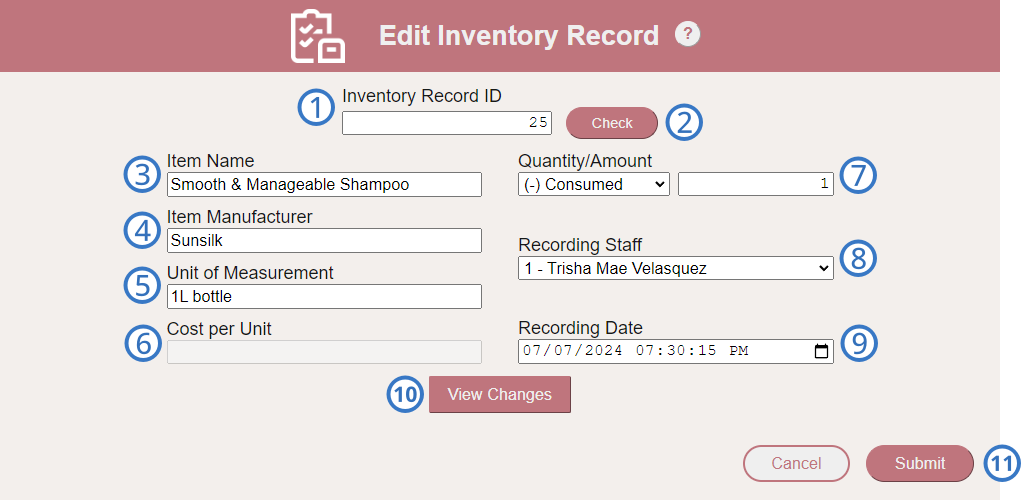 Edit Inventory Record ?
Inventory Record ID
1 25 Check 2
Item Name
3 Smooth & Manageable Shampoo
Quantity/Amount
(-) Consumed 1 7
Item Manufacturer
4 Sunsilk
Recording Staff
1 - Trisha Mae Velasquez 8
Unit of Measurement
5 1L bottle
Cost per Unit
6
Recording Date
07/07/2024 07:30:15 PM 9
10 View Changes
Cancel Submit 11